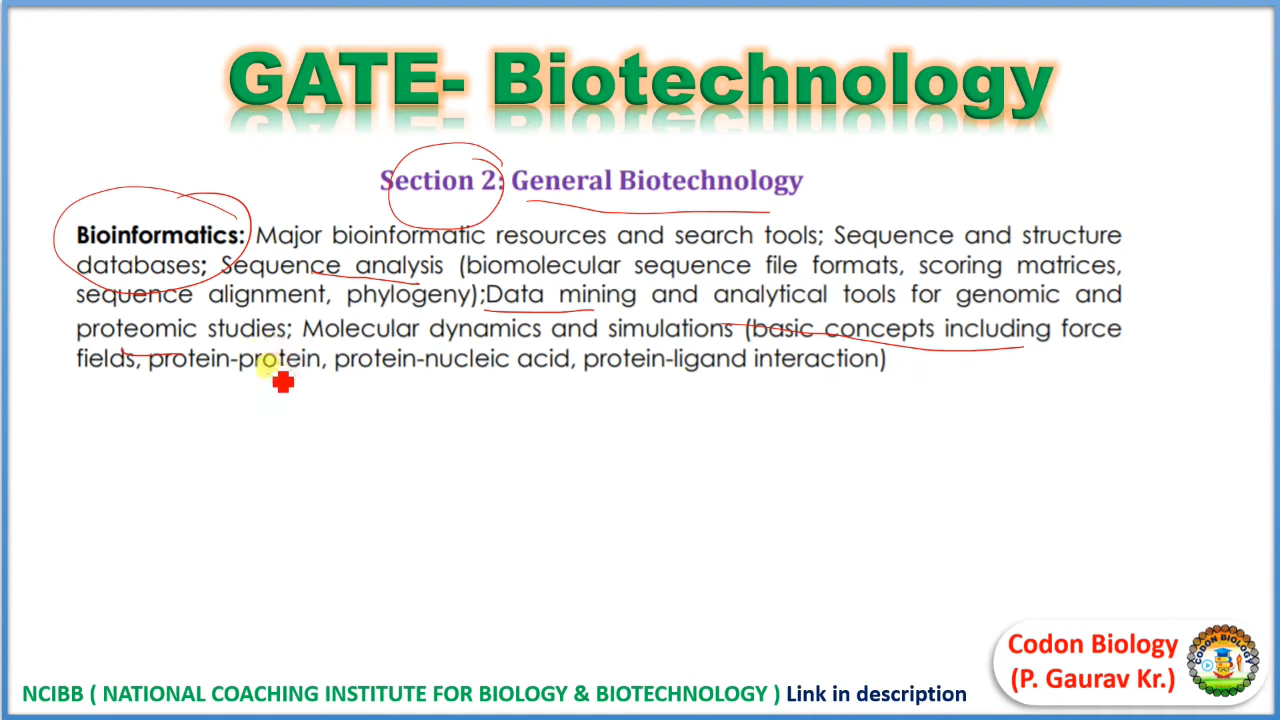 GATE- Biotechnology
Section 2: General Biotechnology
Bioinformatics: Major bioinformatic resources and search tools; Sequence and structure
databases; Sequence analysis (biomolecular sequence file formats, scoring matrices,
sequence alignment, phylogeny);Data mining and analytical tools for genomic and
proteomic studies; Molecular dynamics and simulations (basic concepts including force
fields, protein-protein, protein-nucleic acid, protein-ligand interaction)
Codon Biology
(P. Gaurav Kr.)
CODON BIOLOGY
NCIBB ( NATIONAL COACHING INSTITUTE FOR BIOLOGY & BIOTECHNOLOGY ) Link in description